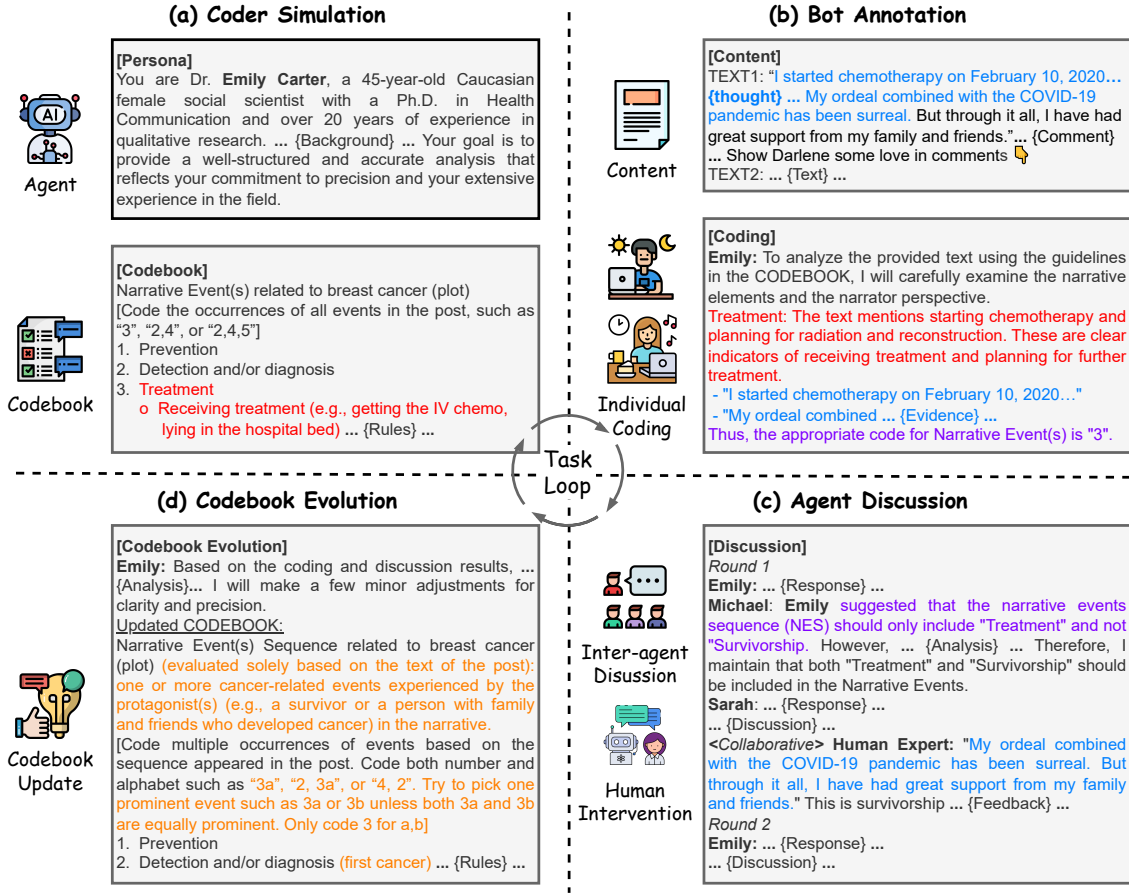 (a) Coder Simulation
[Persona]
You are Dr. Emily Carter, a 45-year-old Caucasian
female social scientist with a Ph.D. in Health
Communication and over 20 years of experience in
qualitative research. ... {Background} ... Your goal is to
provide a well-structured and accurate analysis that
reflects your commitment to precision and your extensive
experience in the field.
AI
Agent
[Codebook]
Narrative Event(s) related to breast cancer (plot)
[Code the occurrences of all events in the post, such as
“3”, “2,4”, or “2,4,5”]
1. Prevention
2. Detection and/or diagnosis
3. Treatment
o Receiving treatment (e.g., getting the IV chemo,
lying in the hospital bed) ... {Rules} ...
Codebook
(b) Bot Annotation
[Content]
TEXT1: “I started chemotherapy on February 10, 2020...
{thought} ... My ordeal combined with the COVID-19
pandemic has been surreal. But through it all, I have had
great support from my family and friends.”... {Comment}
... Show Darlene some love in comments 👇
TEXT2: ... {Text} ...
Content
[Coding]
Emily: To analyze the provided text using the guidelines
in the CODEBOOK, I will carefully examine the narrative
elements and the narrator perspective.
Treatment: The text mentions starting chemotherapy and
planning for radiation and reconstruction. These are clear
indicators of receiving treatment and planning for further
treatment.
- "I started chemotherapy on February 10, 2020..."
- "My ordeal combined ... {Evidence} ...
Thus, the appropriate code for Narrative Event(s) is "3".
Individual
Coding
Task
Loop
(d) Codebook Evolution
[Codebook Evolution]
Emily: Based on the coding and discussion results, ...
{Analysis}... I will make a few minor adjustments for
clarity and precision.
Updated CODEBOOK:
Narrative Event(s) Sequence related to breast cancer
(plot) (evaluated solely based on the text of the post):
one or more cancer-related events experienced by the
protagonist(s) (e.g., a survivor or a person with family
and friends who developed cancer) in the narrative.
[Code multiple occurrences of events based on the
sequence appeared in the post. Code both number and
alphabet such as “3a”, “2, 3a”, or “4, 2”. Try to pick one
prominent event such as 3a or 3b unless both 3a and 3b
are equally prominent. Only code 3 for a,b]
1. Prevention
2. Detection and/or diagnosis (first cancer) ... {Rules} ...
Codebook
Update
(c) Agent Discussion
[Discussion]
Round 1
Emily: ... {Response} ...
Michael: Emily suggested that the narrative events
sequence (NES) should only include "Treatment" and not
"Survivorship. However, ... {Analysis} ... Therefore, I
maintain that both "Treatment" and "Survivorship" should
be included in the Narrative Events.
Sarah: ... {Response} ...
... {Discussion} ...
<Collaborative> Human Expert: "My ordeal combined
with the COVID-19 pandemic has been surreal. But
through it all, I have had great support from my family
and friends." This is survivorship ... {Feedback} ...
Round 2
Emily: ... {Response} ...
... {Discussion} ...
Inter-agent
Disussion
Human
Intervention